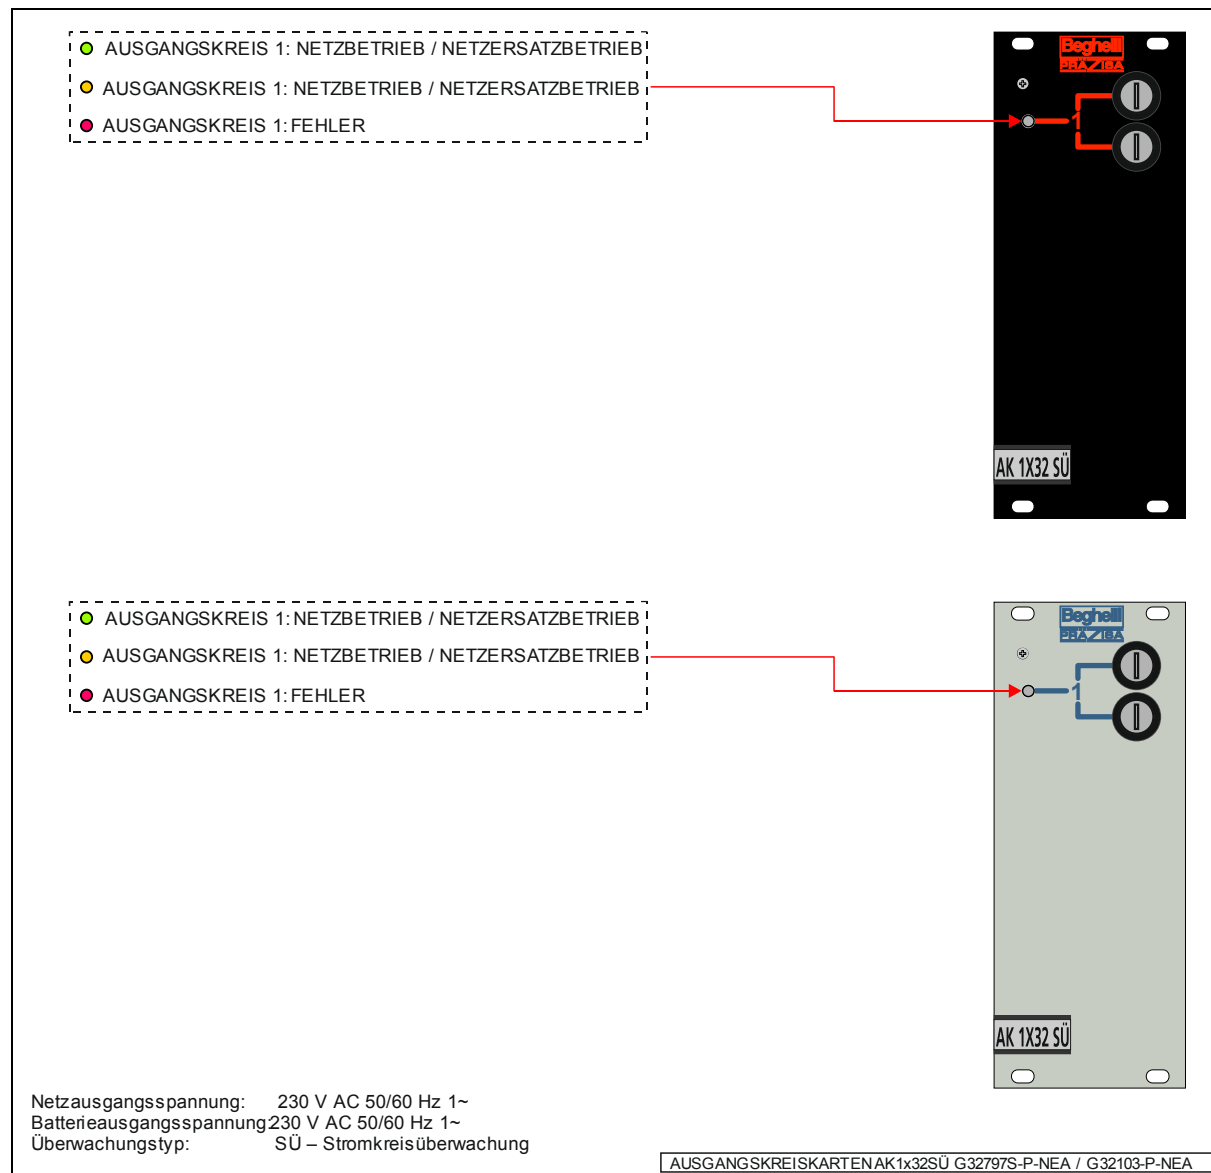 AUSGANGSKREIS 1: NETZBETRIEB / NETZERSATZBETRIEB
AUSGANGSKREIS 1: NETZBETRIEB / NETZERSATZBETRIEB
AUSGANGSKREIS 1: FEHLER
Beghelli
PRÄZISA
1
AK 1X32 SÜ
AUSGANGSKREIS 1: NETZBETRIEB / NETZERSATZBETRIEB
AUSGANGSKREIS 1: NETZBETRIEB / NETZERSATZBETRIEB
AUSGANGSKREIS 1: FEHLER
Beghelli
PRÄZISA
1
AK 1X32 SÜ
Netzausgangsspannung: 230 V AC 50/60 Hz 1~
Batterieausgangsspannung: 230 V AC 50/60 Hz 1~
Überwachungstyp: SÜ – Stromkreisüberwachung
AUSGANGSKREISKARTEN AK1x32SÜ G32797S-P-NEA / G32103-P-NEA